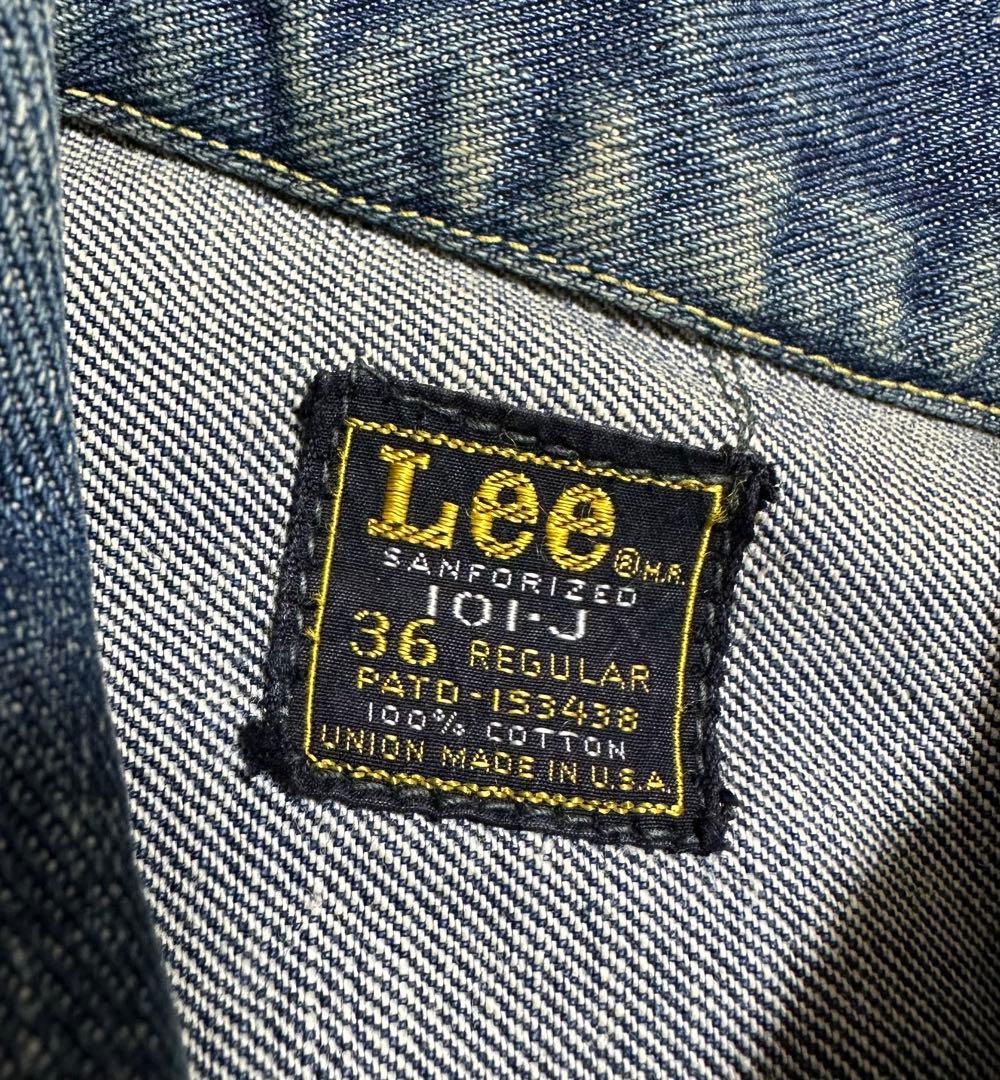 Lee ® M.R.
SANFORIZED
101-J
36 REGULAR
PATD-153438
100% COTTON
UNION MADE IN U.S.A.